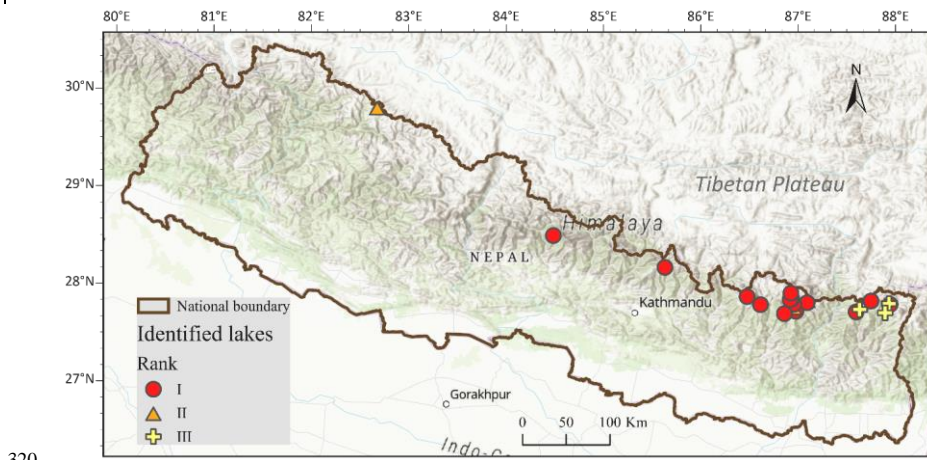 80°E 81°E 82°E 83°E 84°E 85°E 86°E 87°E 88°E
30°N
N
29°N
Tibetan Plateau
Himalaya
NEPAL
28°N
Kathmandu
National boundary
Identified lakes
Rank
27°N
I
Gorakhpur
II
0 50 100 Km
III
320